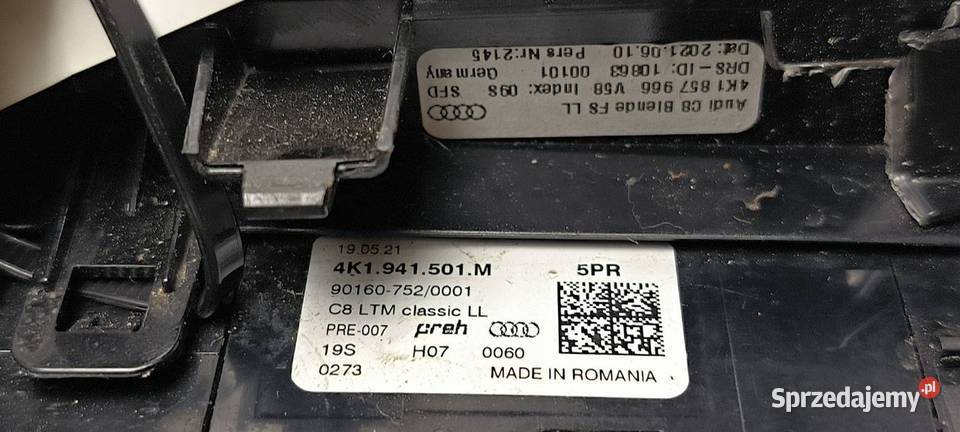 Audi C8 Blende FS LL
4K1 857 966 V58 Index: 09S SFD
DRS-ID: 10863 00101 Germany
Dat: 2021.06.10 Pers Nr:2145
19.05.21
4K1.941.501.M 5PR
90160-752/0001
C8 LTM classic LL
PRE-007 preh
19S H07 0060
0273 MADE IN ROMANIA
Sprzedajemy.pl